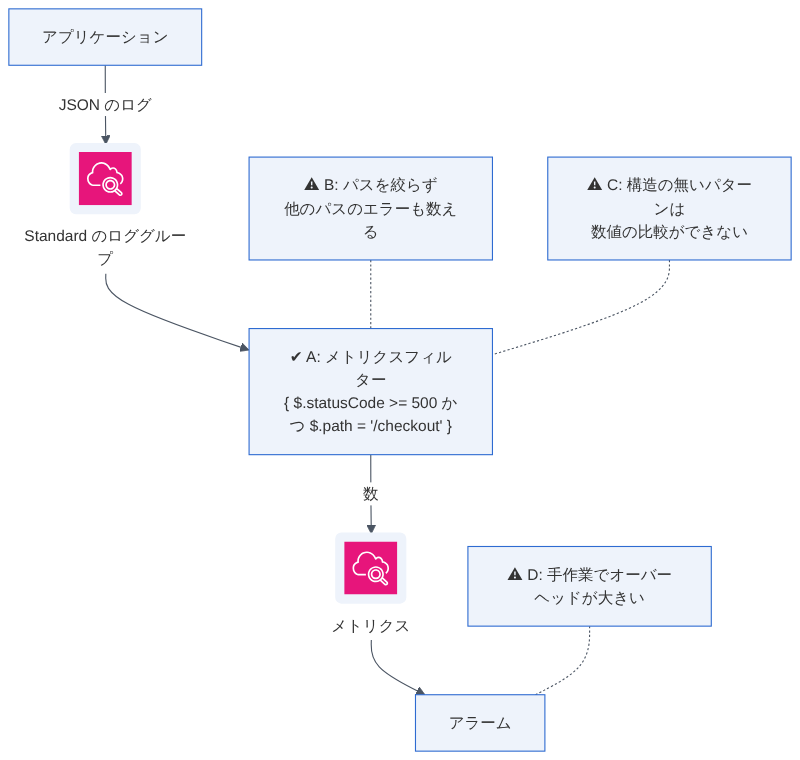 アプリケーション
JSON のログ
Standard のロググルー
プ
⚠ B: パスを絞らず
他のパスのエラーも数え
る
⚠ C: 構造の無いパター
ンは
数値の比較ができない
✔ A: メトリクスフィル
ター
{ $.statusCode >= 500 か
つ $.path = '/checkout' }
数
メトリクス
⚠ D: 手作業でオーバー
ヘッドが大きい
アラーム